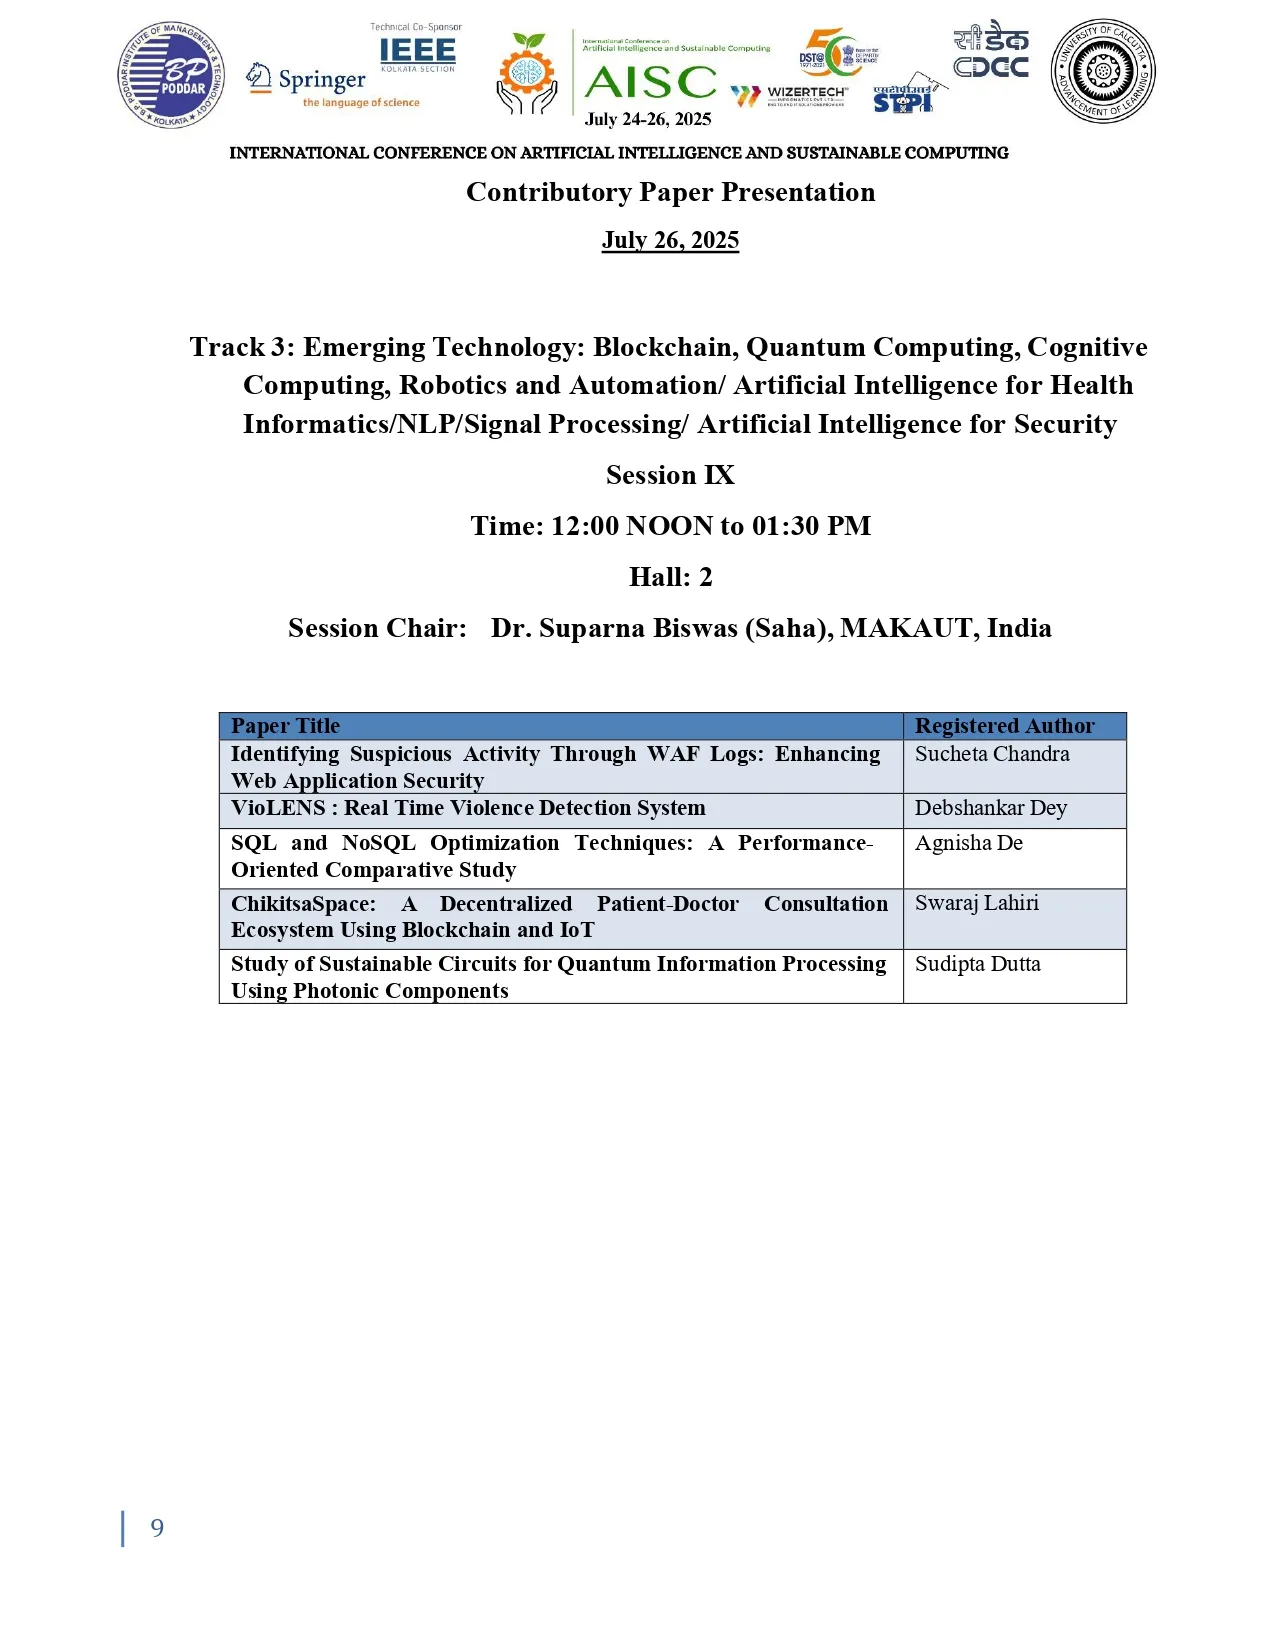 B.P. PODDAR INSTITUTE OF MANAGEMENT & TECHNOLOGY
BP
PODDAR
KOLKATA
Springer
the language of science
Technical Co-Sponsor
IEEE
KOLKATA SECTION
International Conference on
Artificial Intelligence and Sustainable Computing
AISC
July 24-26, 2025
DST@
1971-2021
WIZERTECH™
एसटीपीआई
STPI
सी डैक
CDCC
UNIVERSITY OF CALCUTTA
ADVANCEMENT OF LEARNING
INTERNATIONAL CONFERENCE ON ARTIFICIAL INTELLIGENCE AND SUSTAINABLE COMPUTING
Contributory Paper Presentation
July 26, 2025
Track 3: Emerging Technology: Blockchain, Quantum Computing, Cognitive
Computing, Robotics and Automation/ Artificial Intelligence for Health
Informatics/NLP/Signal Processing/ Artificial Intelligence for Security
Session IX
Time: 12:00 NOON to 01:30 PM
Hall: 2
Session Chair: Dr. Suparna Biswas (Saha), MAKAUT, India
Paper Title Registered Author
Identifying Suspicious Activity Through WAF Logs: Enhancing Sucheta Chandra
Web Application Security
VioLENS : Real Time Violence Detection System Debshankar Dey
SQL and NoSQL Optimization Techniques: A Performance- Agnisha De
Oriented Comparative Study
ChikitsaSpace: A Decentralized Patient-Doctor Consultation Swaraj Lahiri
Ecosystem Using Blockchain and IoT
Study of Sustainable Circuits for Quantum Information Processing Sudipta Dutta
Using Photonic Components
9